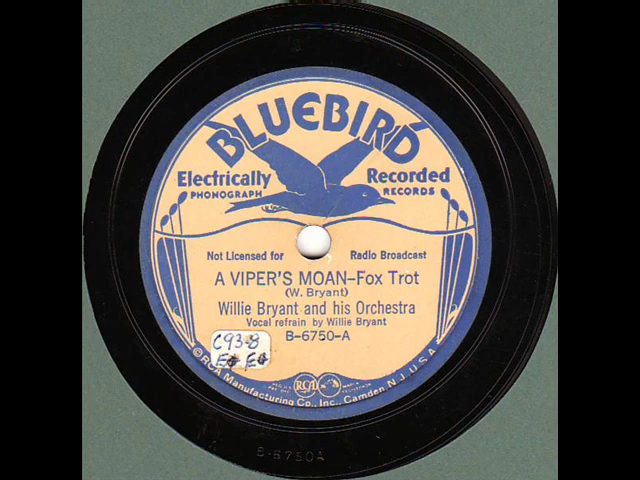 BLUEBIRD
Electrically Recorded
PHONOGRAPH RECORDS
Not Licensed for Radio Broadcast
A VIPER'S MOAN–Fox Trot
(W. Bryant)
Willie Bryant and his Orchestra
Vocal refrain by Willie Bryant
B-6750-A
C93-8
RCA
©RCA Manufacturing Co., Inc., Camden, N.J. U.S.A.
B-6750A